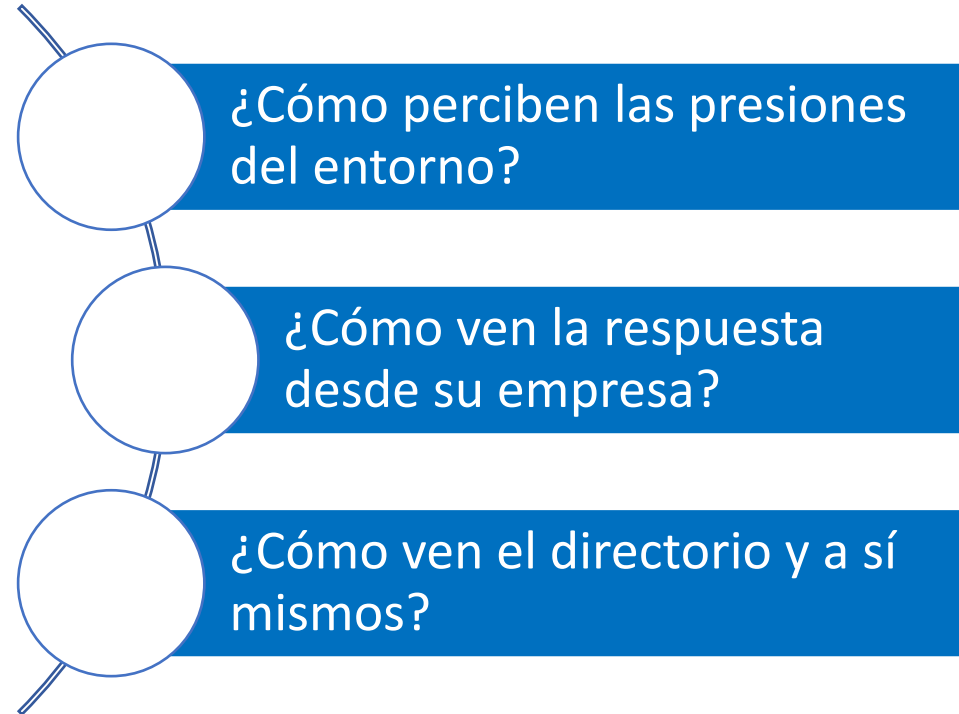 ¿Cómo perciben las presiones
del entorno?
¿Cómo ven la respuesta
desde su empresa?
¿Cómo ven el directorio y a sí
mismos?